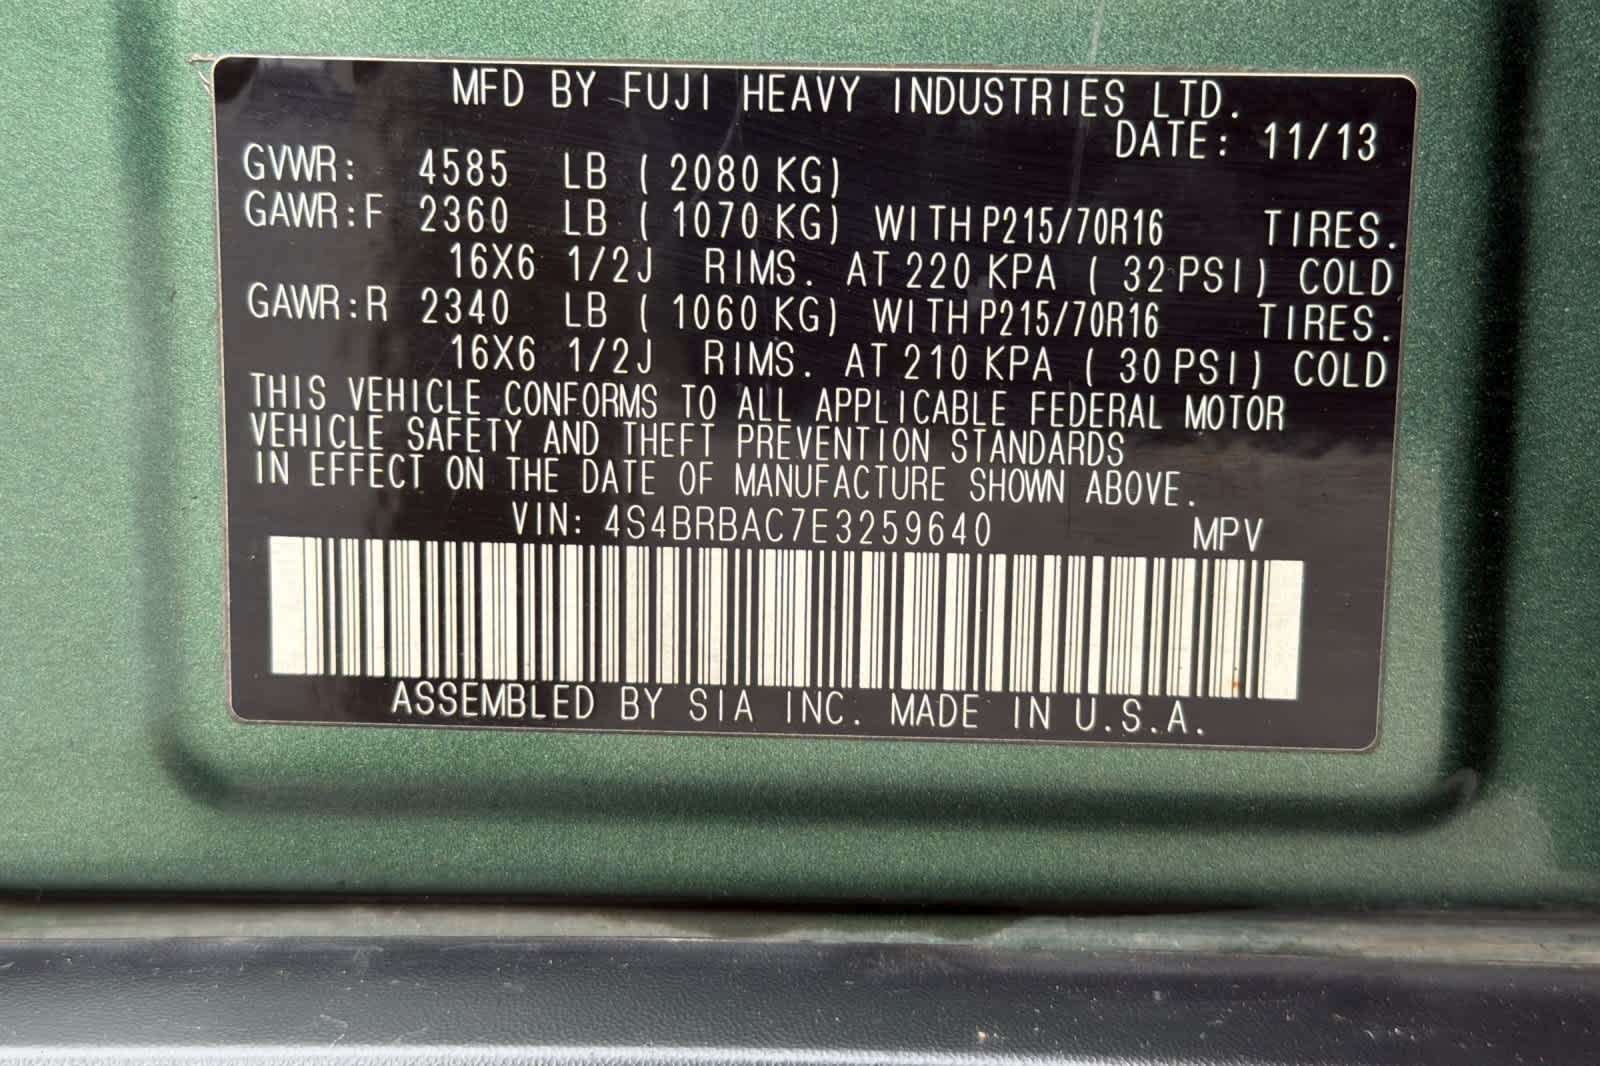 MFD BY FUJI HEAVY INDUSTRIES LTD.
DATE: 11/13
GVWR: 4585 LB ( 2080 KG)
GAWR:F 2360 LB ( 1070 KG) WITH P215/70R16 TIRES.
16X6 1/2J RIMS. AT 220 KPA ( 32 PSI) COLD
GAWR:R 2340 LB ( 1060 KG) WITH P215/70R16 TIRES.
16X6 1/2J RIMS. AT 210 KPA ( 30 PSI) COLD
THIS VEHICLE CONFORMS TO ALL APPLICABLE FEDERAL MOTOR
VEHICLE SAFETY AND THEFT PREVENTION STANDARDS
IN EFFECT ON THE DATE OF MANUFACTURE SHOWN ABOVE.
VIN: 4S4BRBAC7E3259640 MPV
ASSEMBLED BY SIA INC. MADE IN U.S.A.